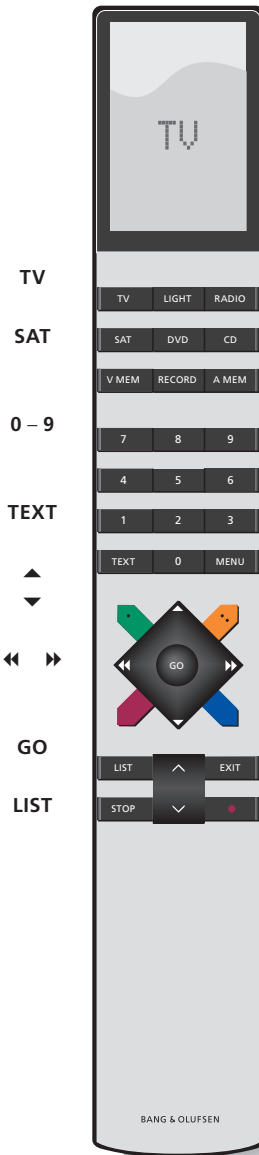 TV
TV
TV LIGHT RADIO
SAT
SAT DVD CD
V MEM RECORD A MEM
0 – 9
7 8 9
4 5 6
TEXT
1 2 3
TEXT 0 MENU
GO
GO
LIST EXIT
LIST
STOP
BANG & OLUFSEN